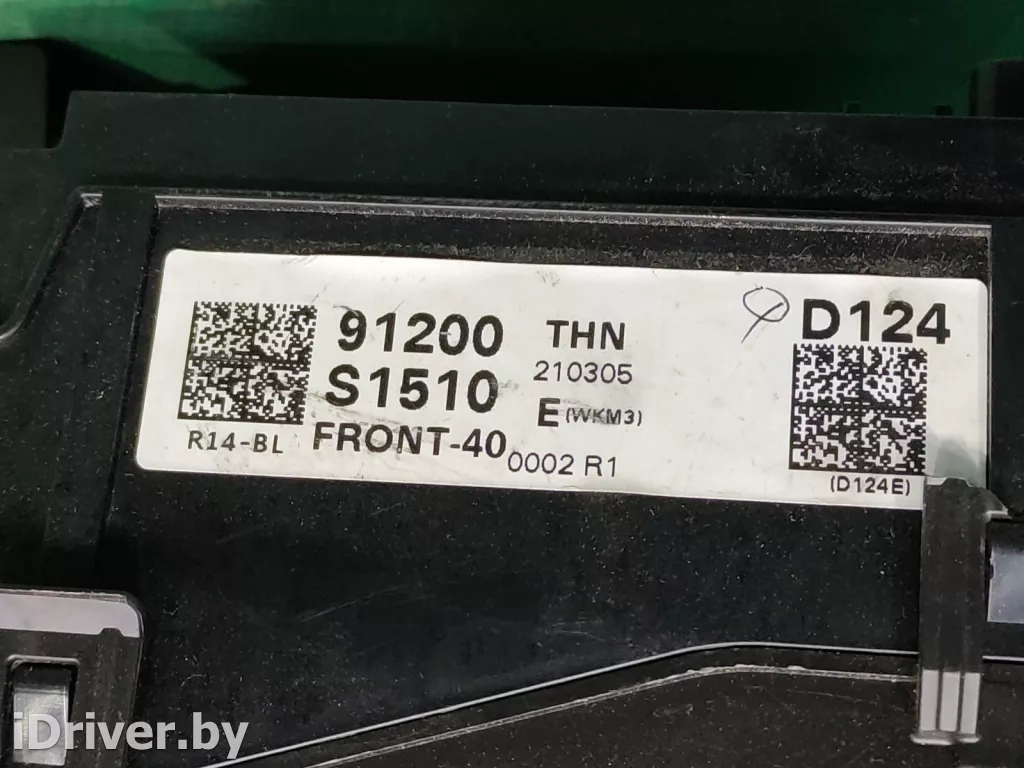 91200 THN D124
210305
S1510 E (WKM3)
R14-BL FRONT-40 0002 R1
(D124E)
iDriver.by